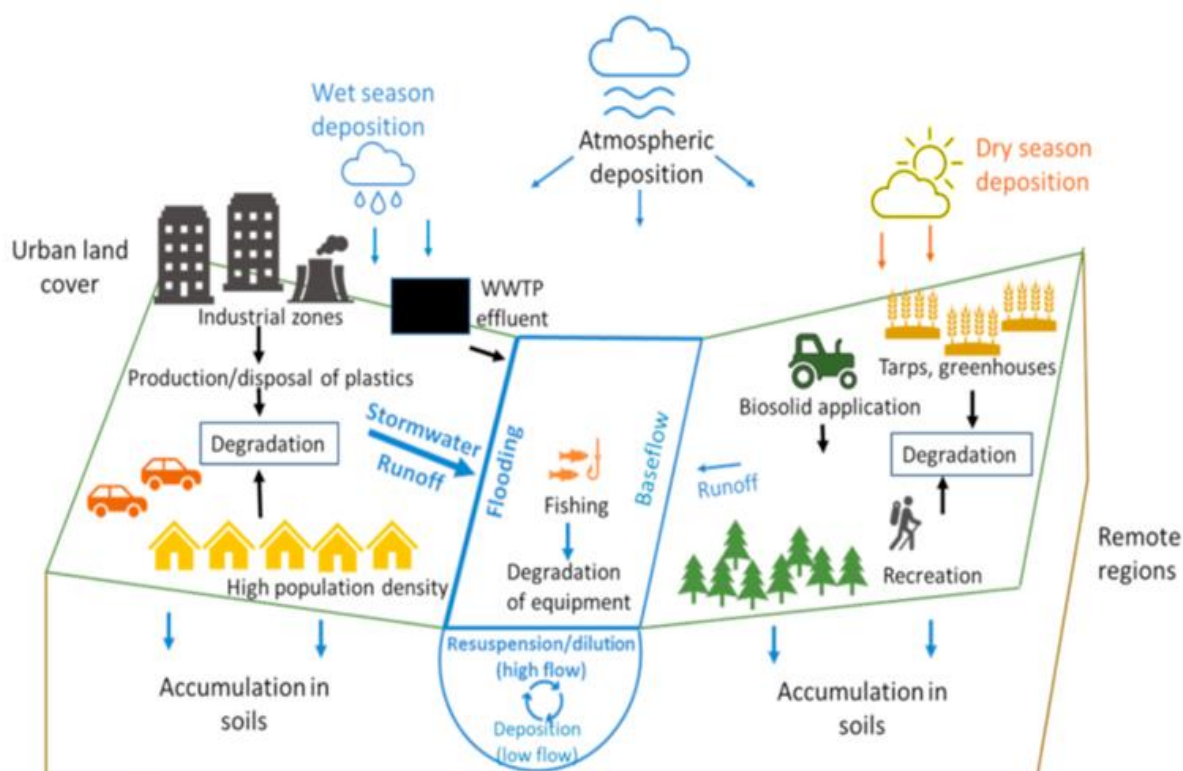 Wet season
deposition
Atmospheric
deposition
Dry season
deposition
Urban land
cover
Industrial zones
WWTP
effluent
Production/disposal of plastics
Degradation
Stormwater
Runoff
Flooding
Fishing
Degradation
of equipment
Baseflow
Runoff
Biosolid application
Tarps, greenhouses
Degradation
Recreation
Remote
regions
High population density
Resuspension/dilution
(high flow)
Deposition
(low flow)
Accumulation in
soils
Accumulation in
soils